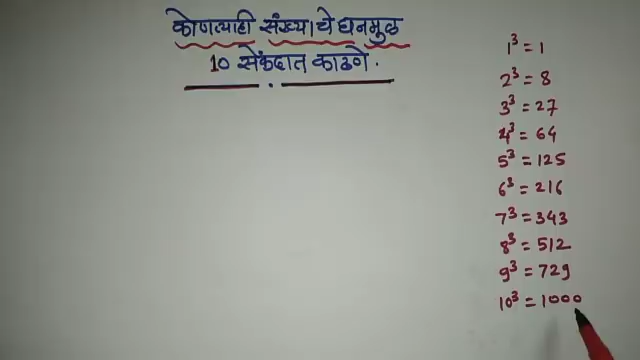 कोणत्याही संख्याचे घनमुळ
10 सेकंदात काढणे.
1³ = 1
2³ = 8
3³ = 27
4³ = 64
5³ = 125
6³ = 216
7³ = 343
8³ = 512
9³ = 729
10³ = 1000